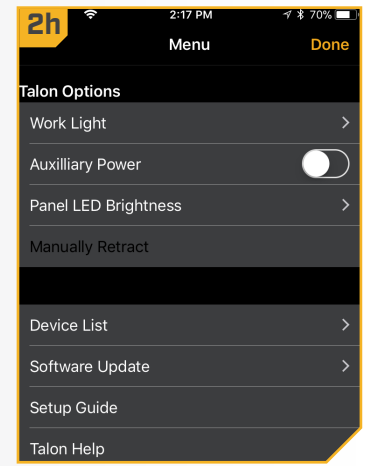 2h
2:17 PM
70%
Menu
Done
Talon Options
Work Light
Auxilliary Power
Panel LED Brightness
Manually Retract
Device List
Software Update
Setup Guide
Talon Help